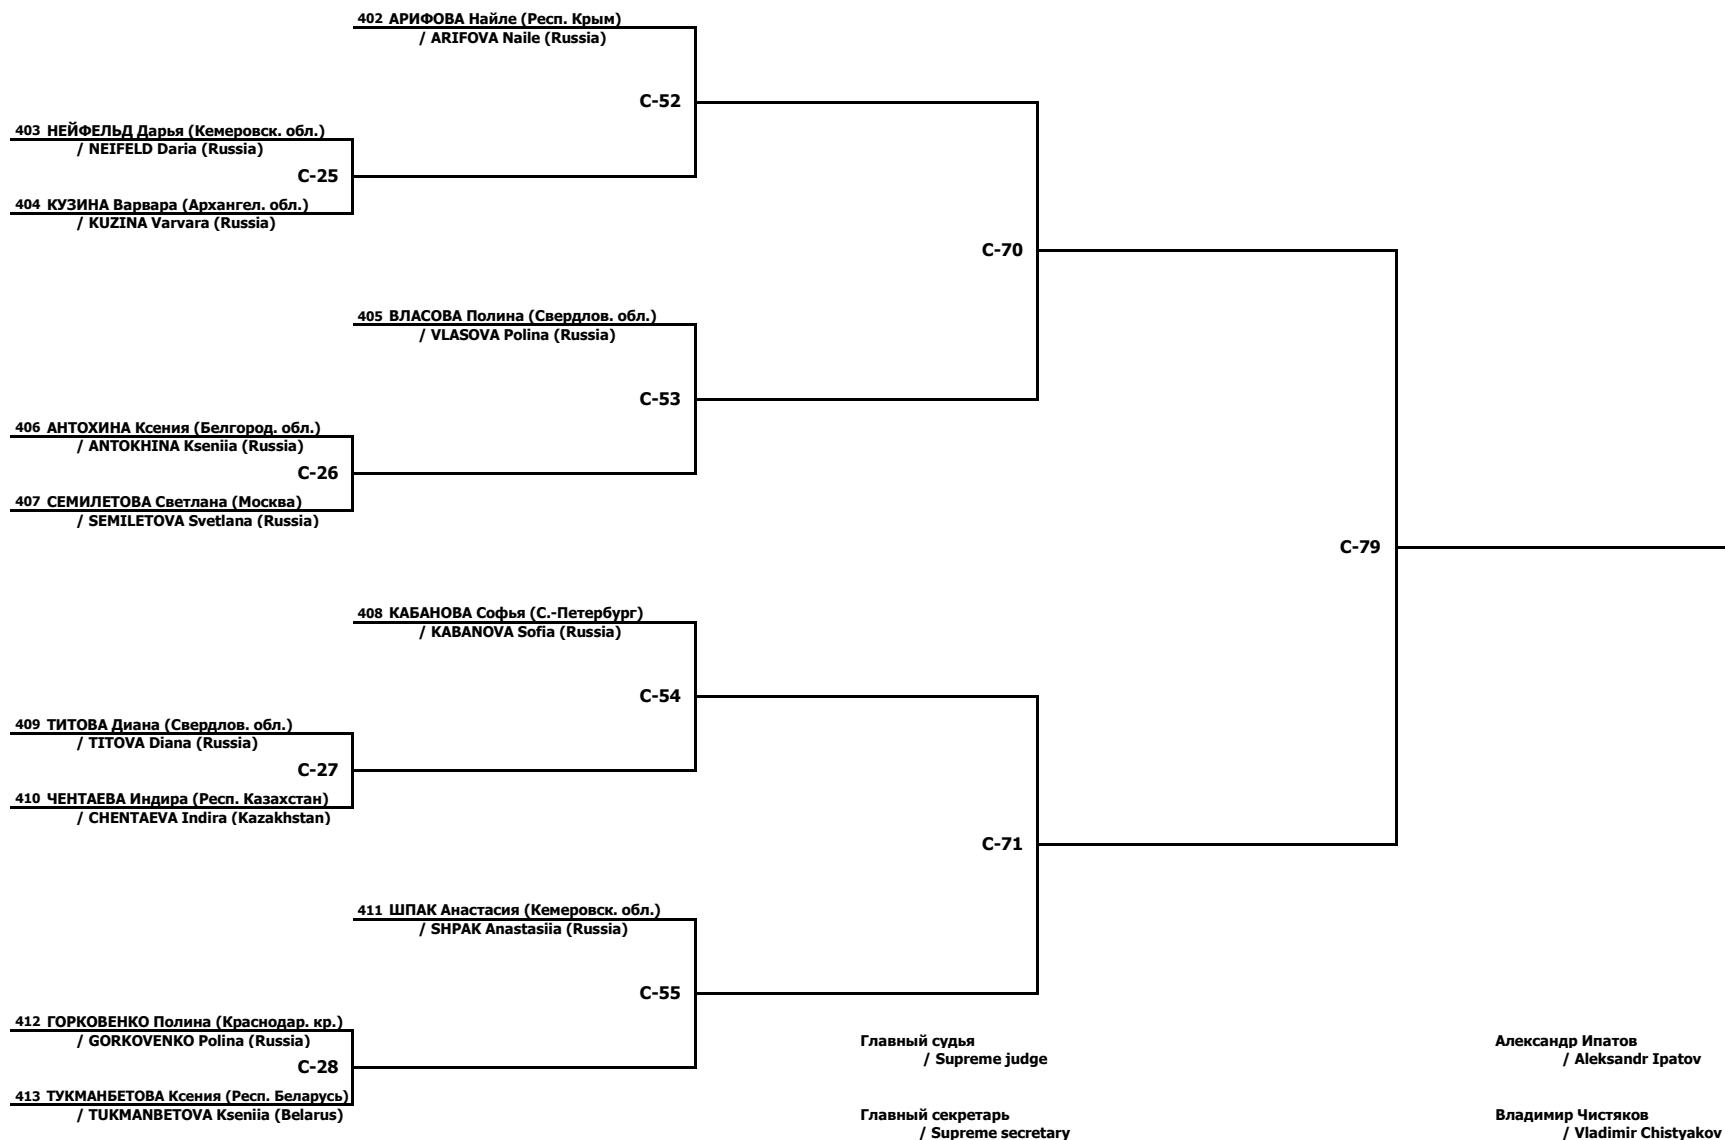 402 АРИФОВА Найле (Респ. Крым)
/ ARIFOVA Naile (Russia)
C-52
403 НЕЙФЕЛЬД Дарья (Кемеровск. обл.)
/ NEIFELD Daria (Russia)
C-25
404 КУЗИНА Варвара (Архангел. обл.)
/ KUZINA Varvara (Russia)
C-70
405 ВЛАСОВА Полина (Свердлов. обл.)
/ VLASOVA Polina (Russia)
C-53
406 АНТОХИНА Ксения (Белгород. обл.)
/ ANTOKHINA Kseniia (Russia)
C-26
407 СЕМИЛЕТОВА Светлана (Москва)
/ SEMILETOVA Svetlana (Russia)
C-79
408 КАБАНОВА Софья (С.-Петербург)
/ KABANOVA Sofia (Russia)
C-54
409 ТИТОВА Диана (Свердлов. обл.)
/ TITOVA Diana (Russia)
C-27
410 ЧЕНТАЕВА Индира (Респ. Казахстан)
/ CHENTAEVA Indira (Kazakhstan)
C-71
411 ШПАК Анастасия (Кемеровск. обл.)
/ SHPAK Anastasiia (Russia)
C-55
412 ГОРКОВЕНКО Полина (Краснодар. кр.)
/ GORKOVENKO Polina (Russia)
C-28
413 ТУКМАНБЕТОВА Ксения (Респ. Беларусь)
/ TUKMANBETOVA Kseniia (Belarus)
Главный судья
/ Supreme judge
Александр Ипатов
/ Aleksandr Ipatov
Главный секретарь
/ Supreme secretary
Владимир Чистяков
/ Vladimir Chistyakov